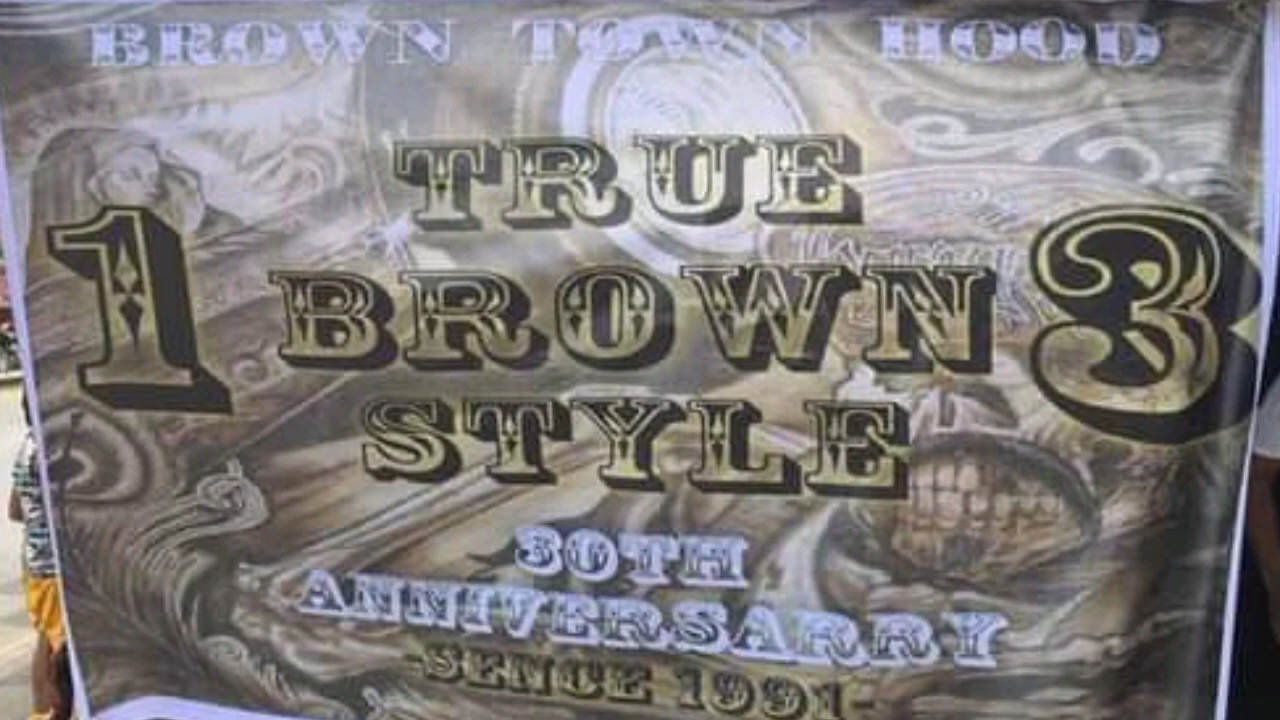 BROWN TOWN HOOD
TRUE
1 BROWN 3
STYLE
30TH
ANNIVERSARRY
-SENCE 1991-